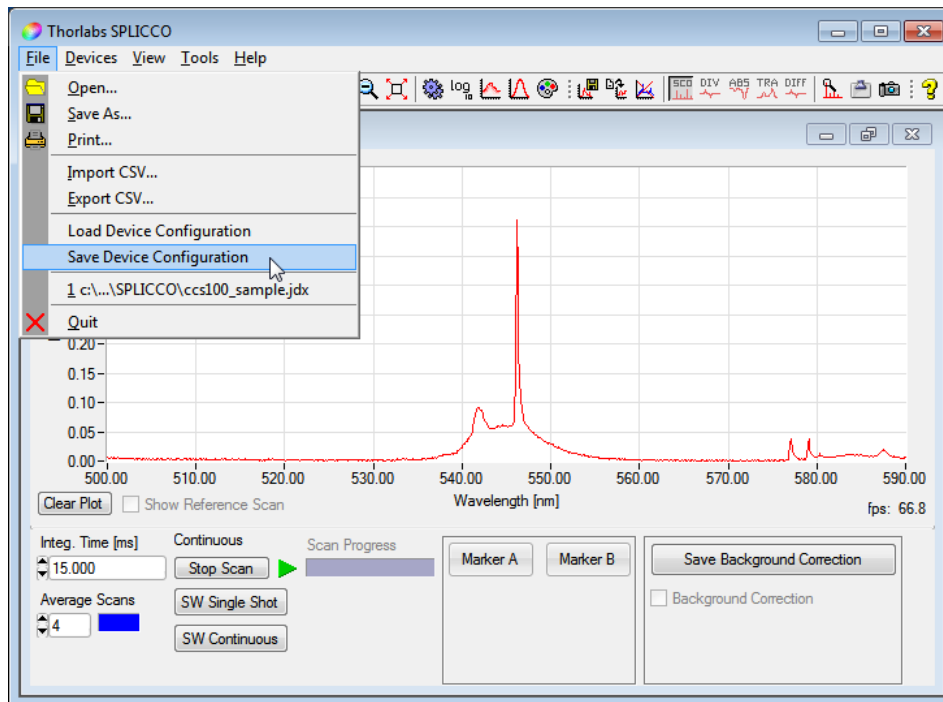 Thorlabs SPLICCO
File Devices View Tools Help
Open...
Save As...
Print...
Import CSV...
Export CSV...
Load Device Configuration
Save Device Configuration
1 c:\...\SPLICCO\ccs100_sample.jdx
Quit
log 10
SCO DIV ABS TRA DIFF
0.20
0.15
0.10
0.05
0.00
500.00 510.00 520.00 530.00 540.00 550.00 560.00 570.00 580.00 590.00
Wavelength [nm]
Clear Plot Show Reference Scan fps: 66.8
Integ. Time [ms] Continuous Scan Progress
15.000 Stop Scan Marker A Marker B Save Background Correction
Average Scans SW Single Shot Background Correction
4
SW Continuous